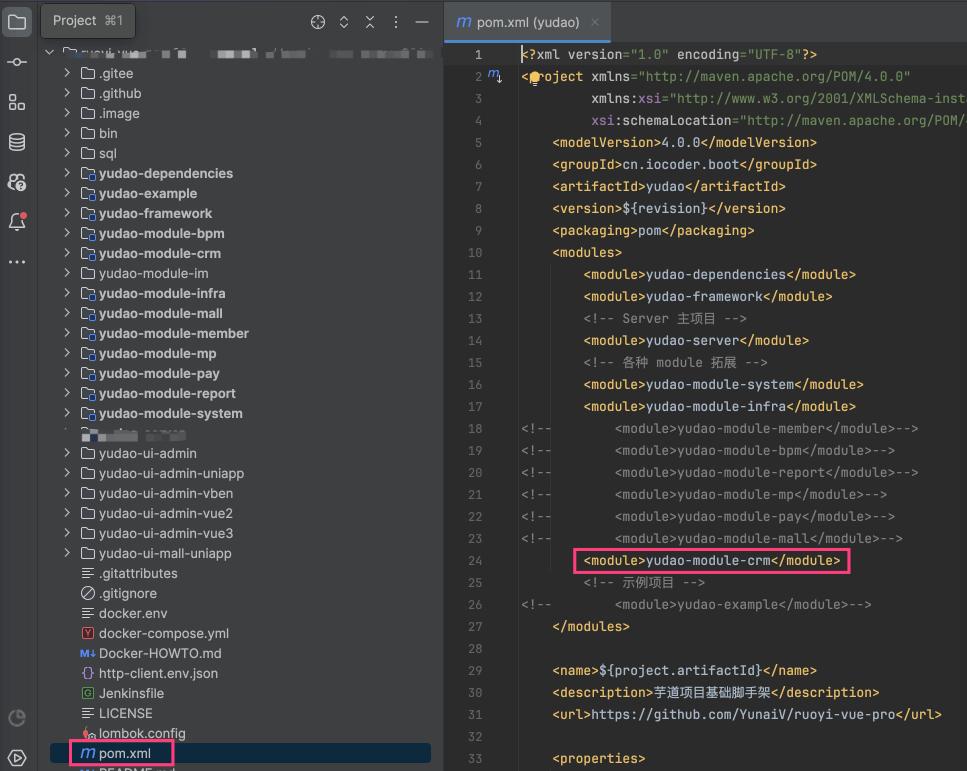 Project ⌘1
pom.xml (yudao)
.gitee
.github
.image
bin
sql
yudao-dependencies
yudao-example
yudao-framework
yudao-module-bpm
yudao-module-crm
yudao-module-im
yudao-module-infra
yudao-module-mall
yudao-module-member
yudao-module-mp
yudao-module-pay
yudao-module-report
yudao-module-system
yudao-ui-admin
yudao-ui-admin-uniapp
yudao-ui-admin-vben
yudao-ui-admin-vue2
yudao-ui-admin-vue3
yudao-ui-mall-uniapp
.gitattributes
.gitignore
docker.env
docker-compose.yml
Docker-HOWTO.md
http-client.env.json
Jenkinsfile
LICENSE
lombok.config
pom.xml
README.md
1 <?xml version="1.0" encoding="UTF-8"?>
2 <project xmlns="http://maven.apache.org/POM/4.0.0"
3 xmlns:xsi="http://www.w3.org/2001/XMLSchema-inst
4 xsi:schemaLocation="http://maven.apache.org/POM/
5 <modelVersion>4.0.0</modelVersion>
6 <groupId>cn.iocoder.boot</groupId>
7 <artifactId>yudao</artifactId>
8 <version>${revision}</version>
9 <packaging>pom</packaging>
10 <modules>
11 <module>yudao-dependencies</module>
12 <module>yudao-framework</module>
13 <!-- Server 主项目 -->
14 <module>yudao-server</module>
15 <!-- 各种 module 拓展 -->
16 <module>yudao-module-system</module>
17 <module>yudao-module-infra</module>
18 <!-- <module>yudao-module-member</module>-->
19 <!-- <module>yudao-module-bpm</module>-->
20 <!-- <module>yudao-module-report</module>-->
21 <!-- <module>yudao-module-mp</module>-->
22 <!-- <module>yudao-module-pay</module>-->
23 <!-- <module>yudao-module-mall</module>-->
24 <module>yudao-module-crm</module>
25 <!-- 示例项目 -->
26 <!-- <module>yudao-example</module>-->
27 </modules>
28
29 <name>${project.artifactId}</name>
30 <description>芋道项目基础脚手架</description>
31 <url>https://github.com/YunaiV/ruoyi-vue-pro</url>
32
33 <properties>